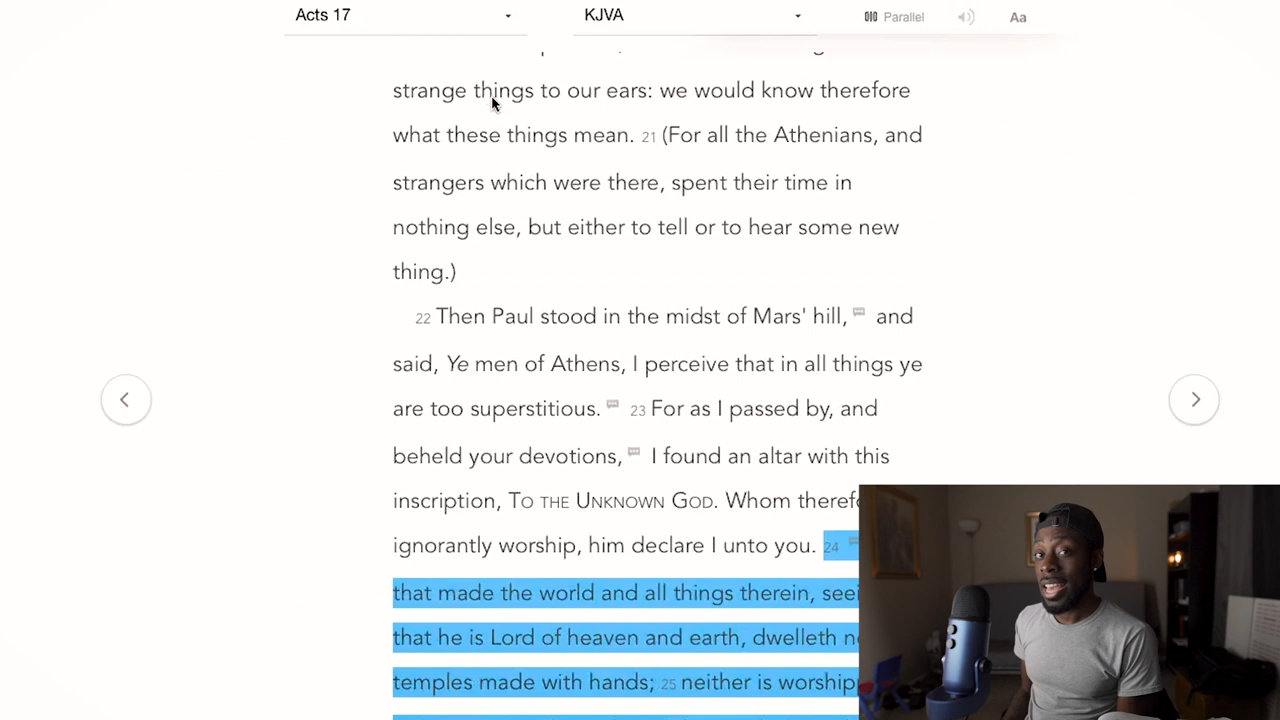 Acts 17
KJVA
Parallel
Aa
strange things to our ears: we would know therefore
what these things mean. 21 (For all the Athenians, and
strangers which were there, spent their time in
nothing else, but either to tell or to hear some new
thing.)
22 Then Paul stood in the midst of Mars' hill, and
said, Ye men of Athens, I perceive that in all things ye
are too superstitious. 23 For as I passed by, and
beheld your devotions, I found an altar with this
inscription, TO THE UNKNOWN GOD. Whom
ignorantly worship, him declare I unto you. 24
that made the world and all things therein,
that he is Lord of heaven and earth, dwelleth
temples made with hands; 25 neither is